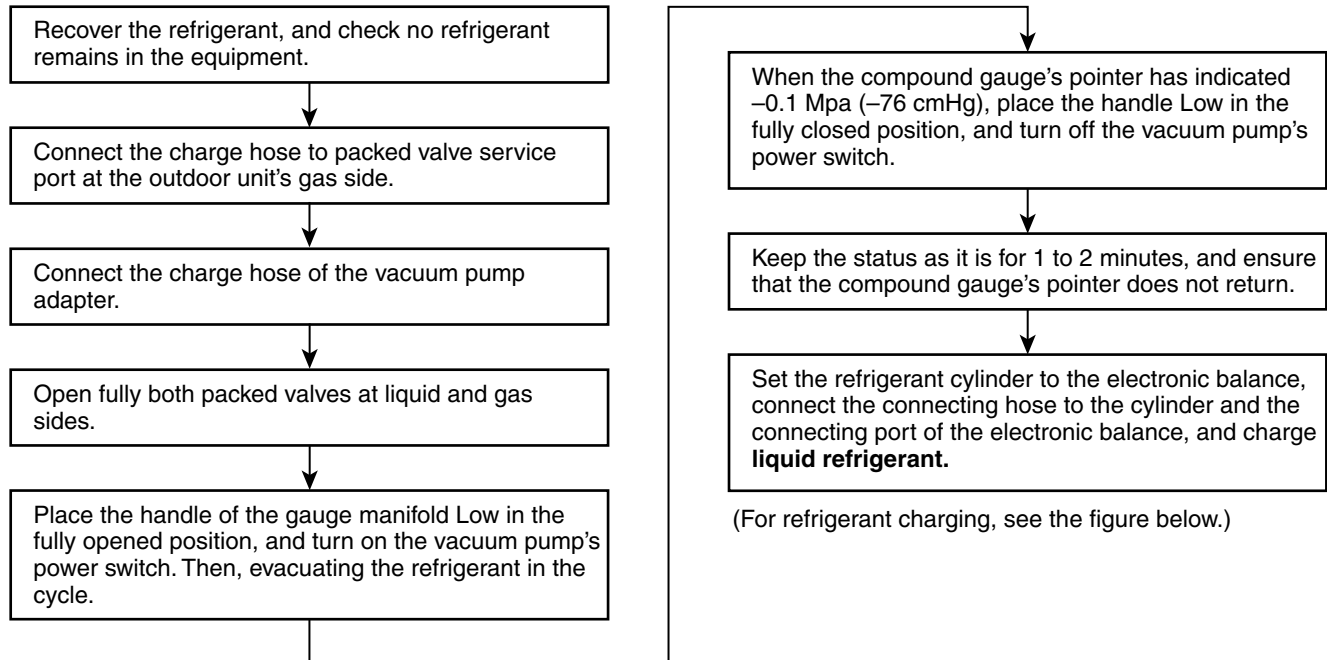 Recover the refrigerant, and check no refrigerant
remains in the equipment.
Connect the charge hose to packed valve service
port at the outdoor unit's gas side.
Connect the charge hose of the vacuum pump
adapter.
Open fully both packed valves at liquid and gas
sides.
Place the handle of the gauge manifold Low in the
fully opened position, and turn on the vacuum pump's
power switch. Then, evacuating the refrigerant in the
cycle.
When the compound gauge's pointer has indicated
–0.1 Mpa (–76 cmHg), place the handle Low in the
fully closed position, and turn off the vacuum pump's
power switch.
Keep the status as it is for 1 to 2 minutes, and ensure
that the compound gauge's pointer does not return.
Set the refrigerant cylinder to the electronic balance,
connect the connecting hose to the cylinder and the
connecting port of the electronic balance, and charge
liquid refrigerant.
(For refrigerant charging, see the figure below.)